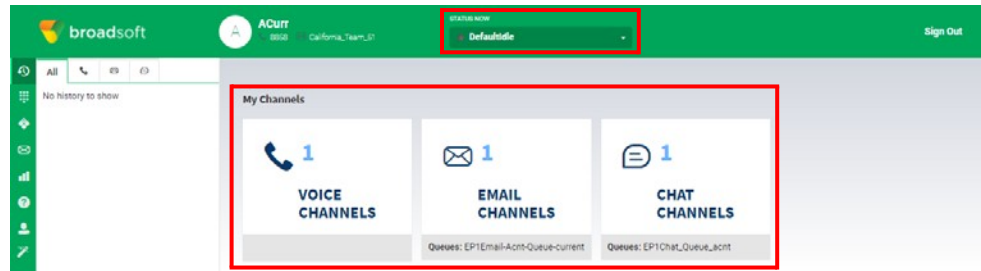 broadsoft
A
ACurr
8858 California_Team_S1
STATUS NOW
Defaultidle
Sign Out
All
No history to show
My Channels
1
VOICE
CHANNELS
1
EMAIL
CHANNELS
Queues: EP1Email-Acnt-Queue-current
1
CHAT
CHANNELS
Queues: EP1Chat_Queue_acnt